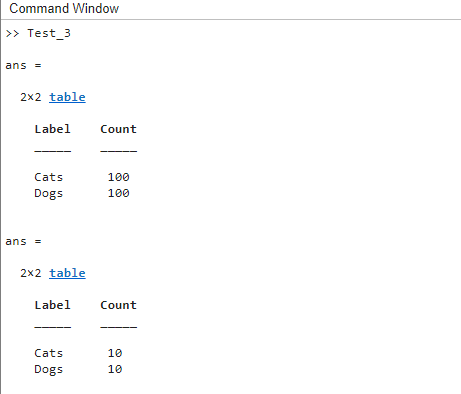 Command Window
>> Test_3
ans =
2×2 table
Label Count
_____ _____
Cats 100
Dogs 100
ans =
2×2 table
Label Count
_____ _____
Cats 10
Dogs 10